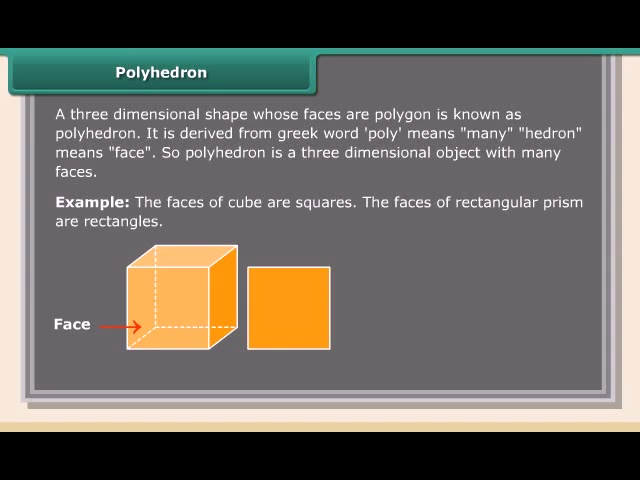 Polyhedron
A three dimensional shape whose faces are polygon is known as
polyhedron. It is derived from greek word 'poly' means "many" "hedron"
means "face". So polyhedron is a three dimensional object with many
faces.
Example: The faces of cube are squares. The faces of rectangular prism
are rectangles.
Face